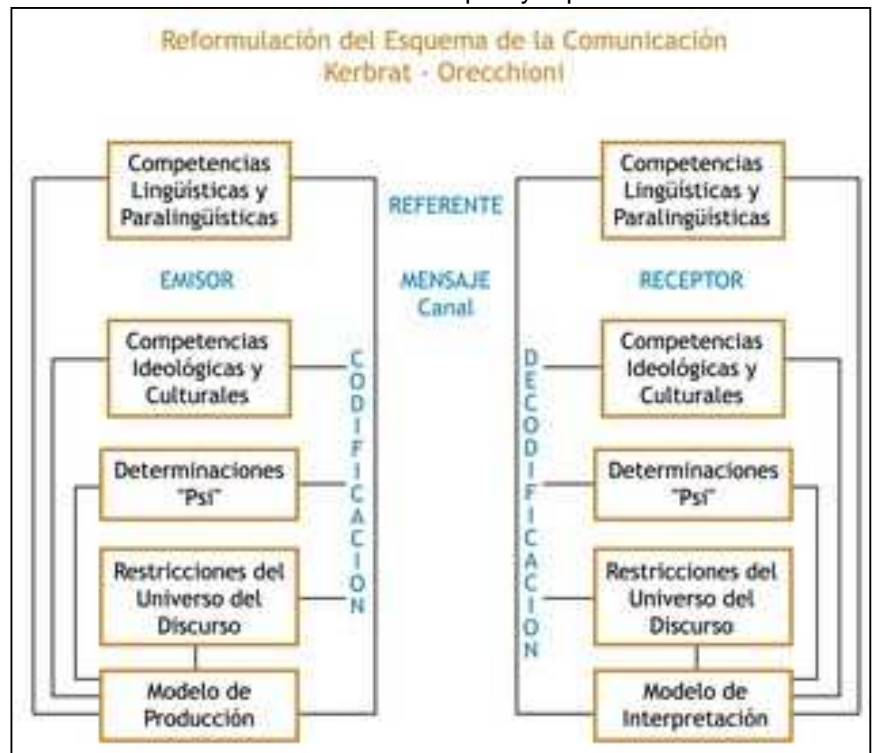 Reformulación del Esquema de la Comunicación
Kerbrat - Orecchioni
Competencias
Lingüísticas y
Paralingüísticas
EMISOR
Competencias
Ideológicas y
Culturales
Determinaciones
"Psi"
Restricciones del
Universo del
Discurso
Modelo de
Producción
CODIFICACION
REFERENTE
MENSAJE
Canal
DECODIFICACION
Competencias
Lingüísticas y
Paralingüísticas
RECEPTOR
Competencias
Ideológicas y
Culturales
Determinaciones
"Psi"
Restricciones del
Universo del
Discurso
Modelo de
Interpretación